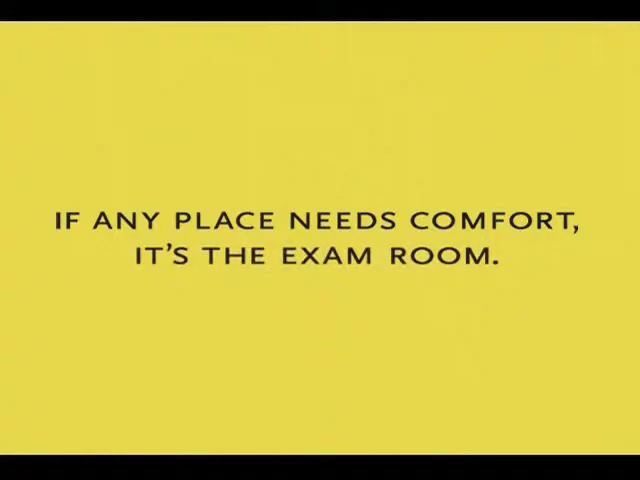 IF ANY PLACE NEEDS COMFORT,
IT'S THE EXAM ROOM.